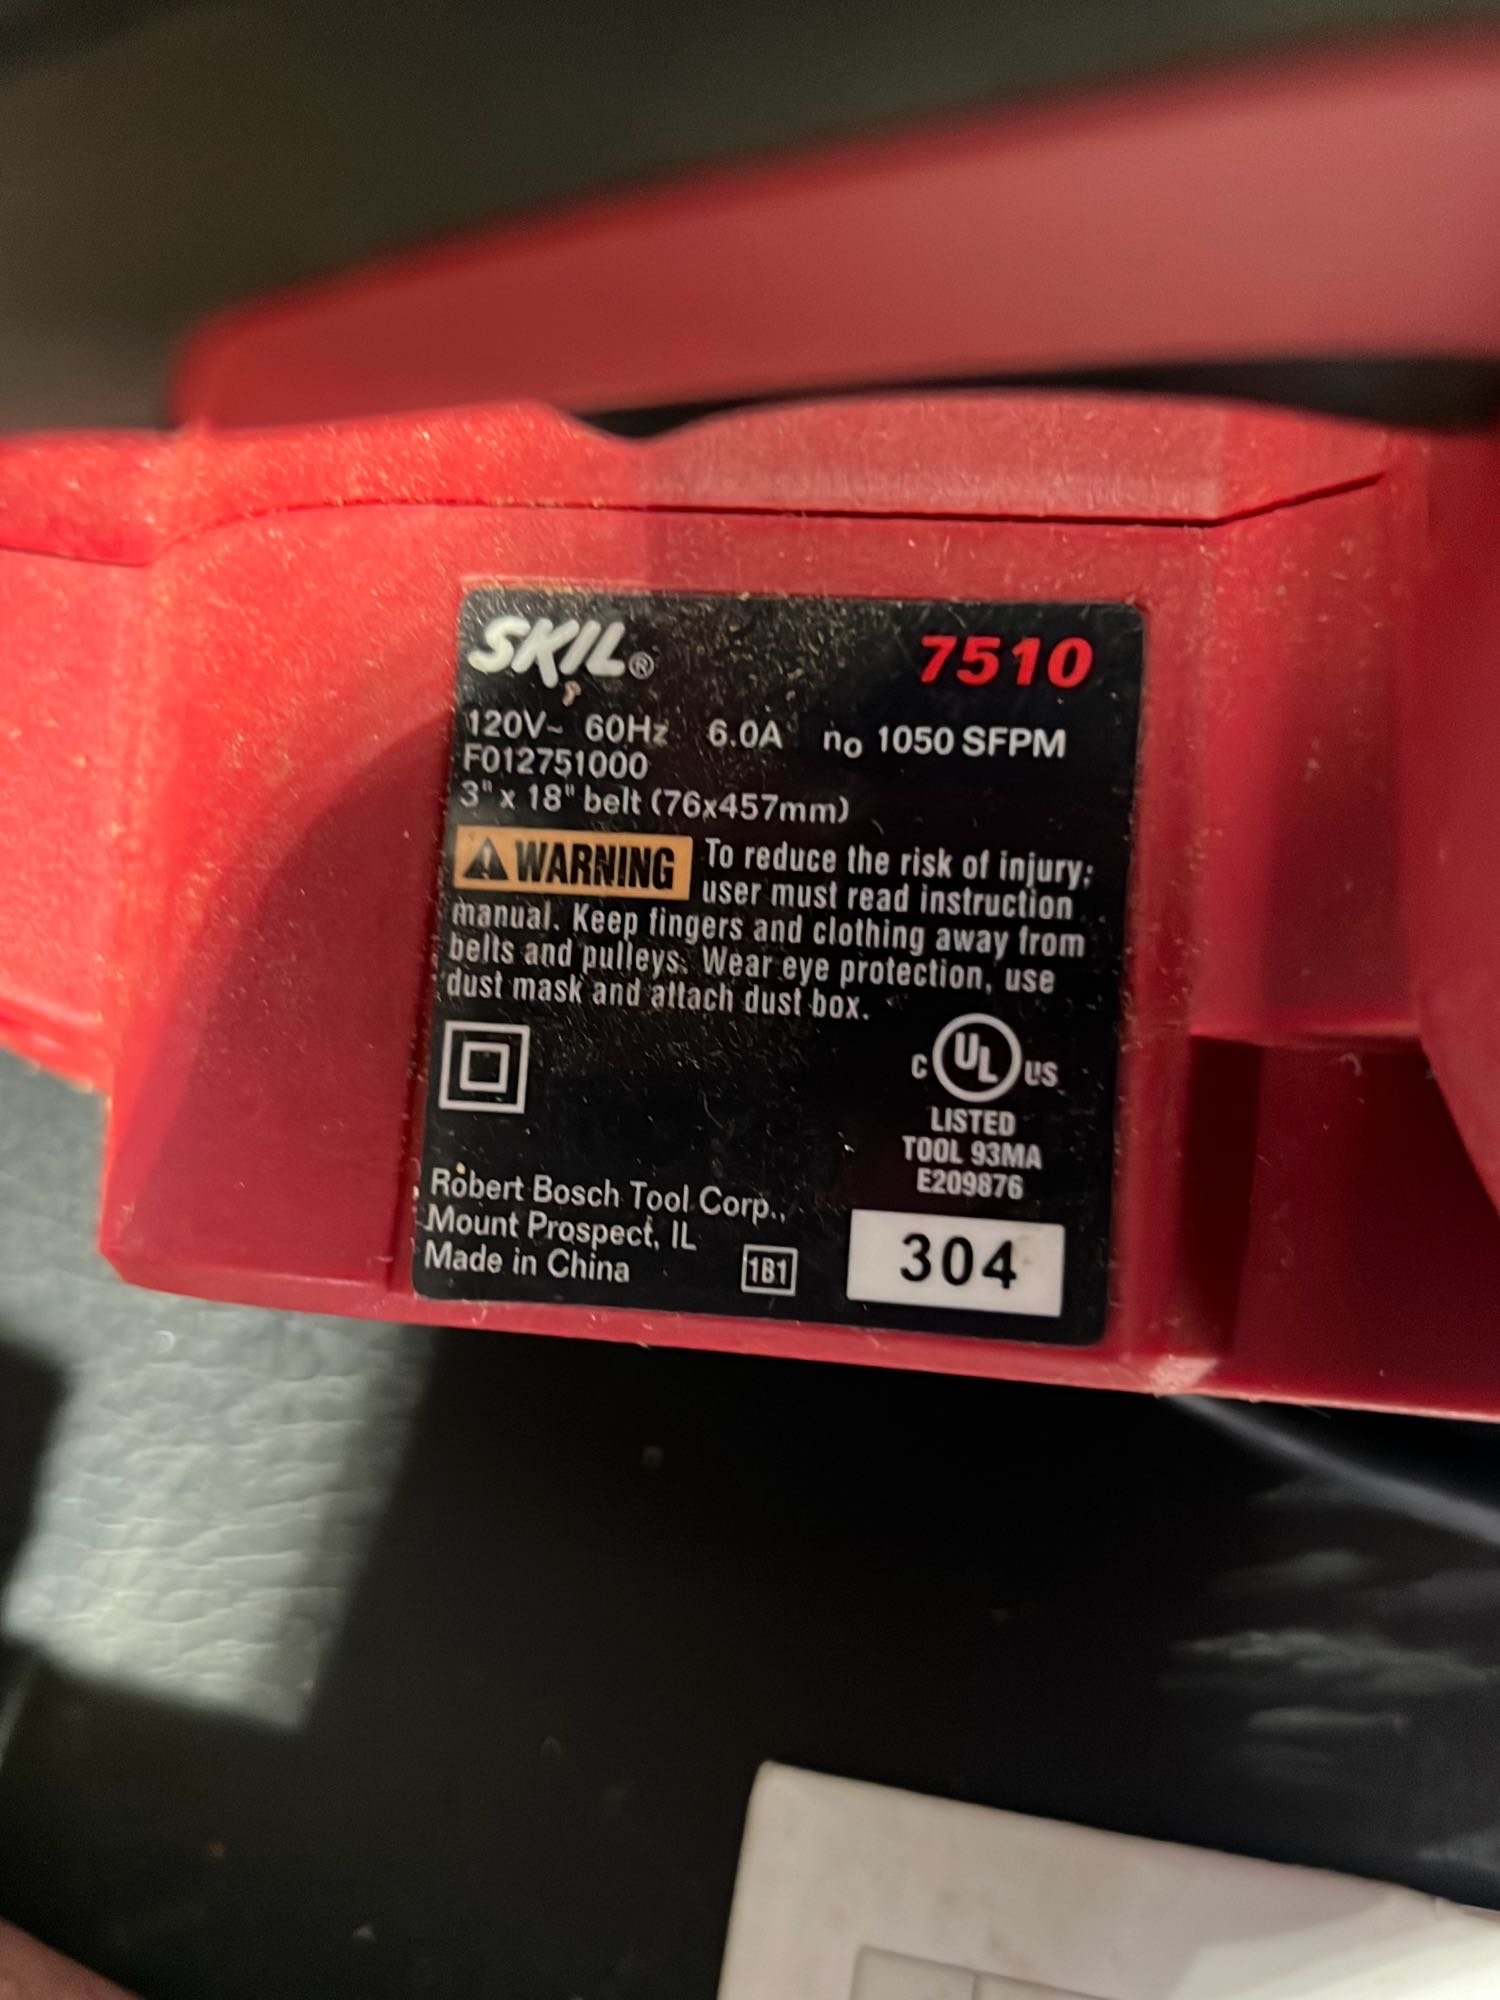 SKIL® 7510
120V~ 60Hz 6.0A no 1050 SFPM
F012751000
3" x 18" belt (76x457mm)
WARNING To reduce the risk of injury,
user must read instruction
manual. Keep fingers and clothing away from
belts and pulleys. Wear eye protection, use
dust mask and attach dust box.
C UL US
LISTED
TOOL 93MA
E209876
Robert Bosch Tool Corp.,
Mount Prospect, IL
Made in China 1B1 304